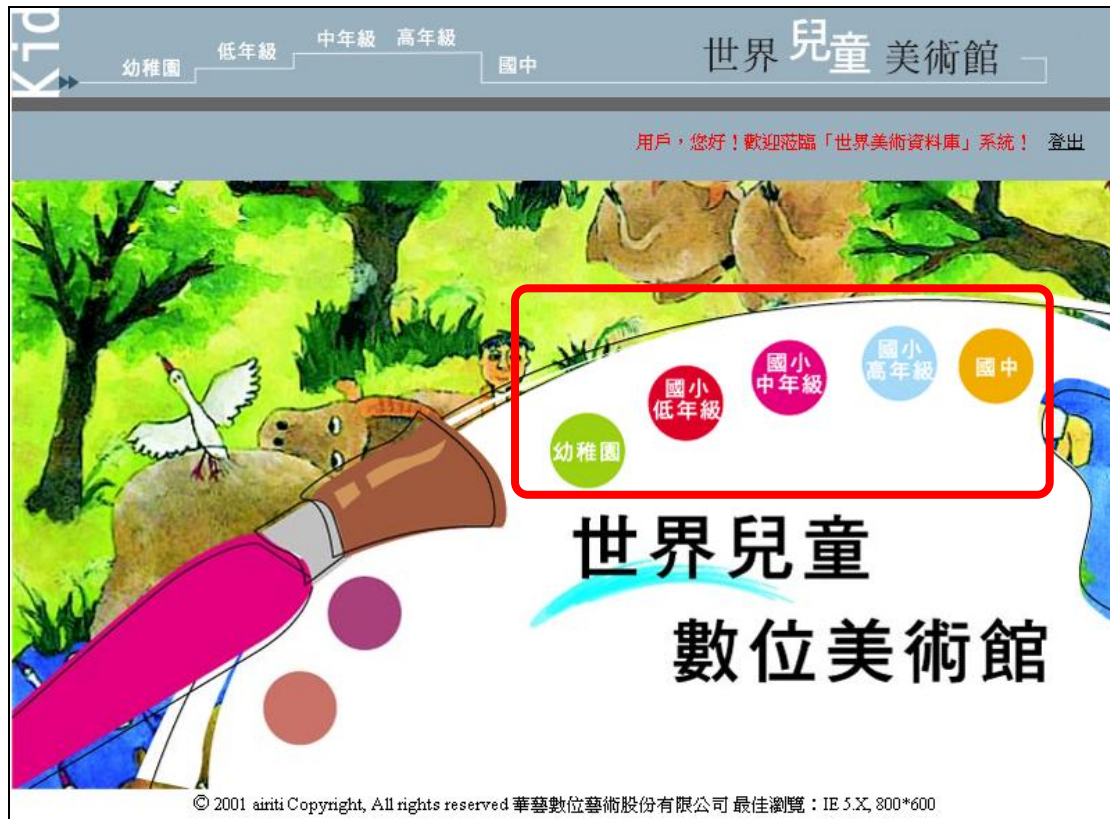 Kid
幼稚園 低年級 中年級 高年級 國中
世界兒童美術館
用戶，您好！歡迎蒞臨「世界美術資料庫」系統！ 登出
幼稚園
國小
低年級
國小
中年級
國小
高年級
國中
世界兒童
數位美術館
© 2001 airiti Copyright, All rights reserved 華藝數位藝術股份有限公司 最佳瀏覽：IE 5.X, 800*600